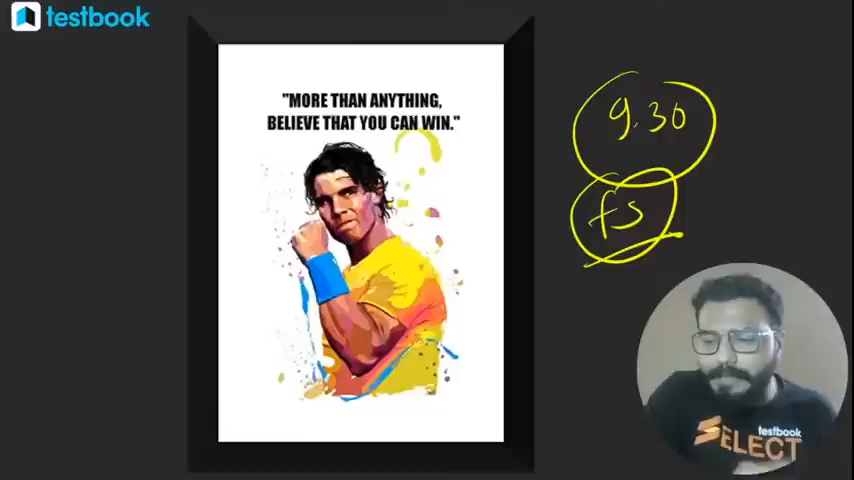 testbook
"MORE THAN ANYTHING,
BELIEVE THAT YOU CAN WIN."
9.30
fs
testbook
SELECT